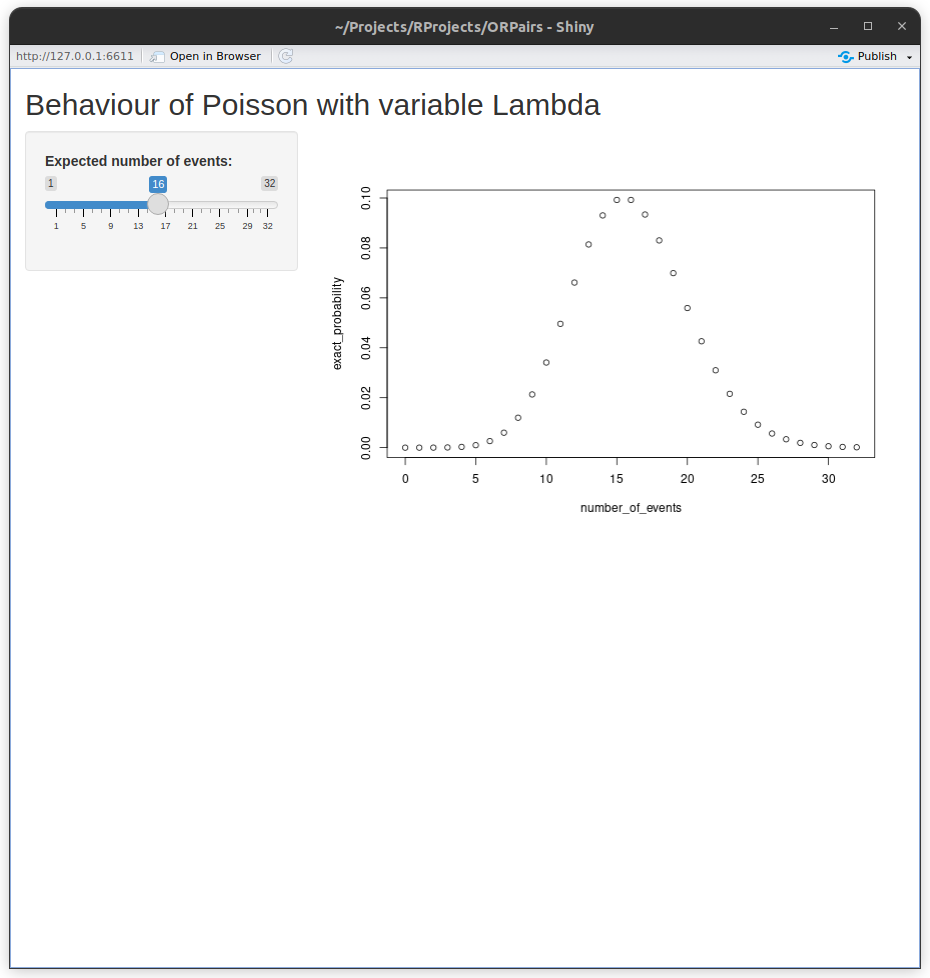 ~/Projects/RProjects/ORPairs - Shiny
http://127.0.0.1:6611 Open in Browser Publish
Behaviour of Poisson with variable Lambda
Expected number of events:
1 16 32
1 5 9 13 17 21 25 29 32
exact_probability
0.10
0.08
0.06
0.04
0.02
0.00
0 5 10 15 20 25 30
number_of_events